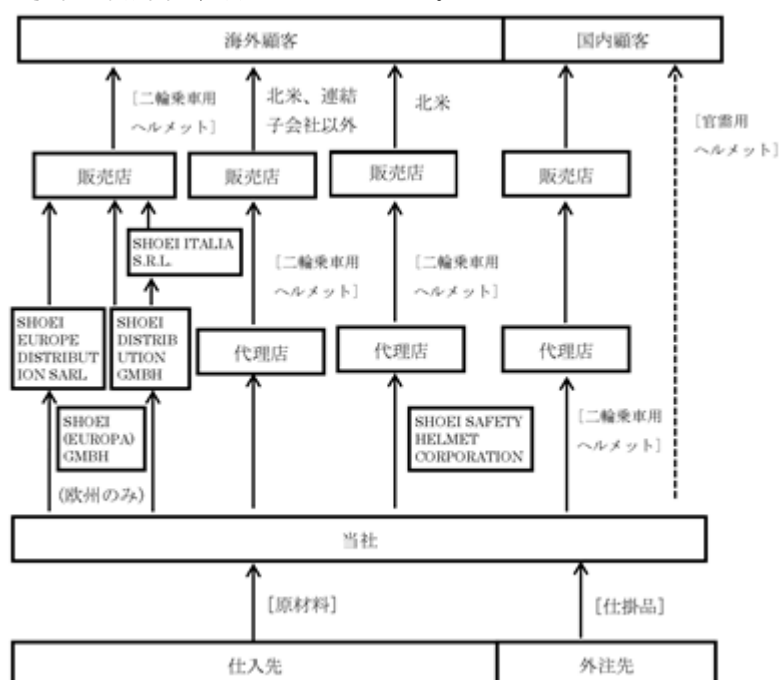 海外顧客
国内顧客
[二輪乗車用
ヘルメット]
北米、連結
子会社以外
北米
[官需用
ヘルメット]
販売店
販売店
販売店
販売店
SHOEI ITALIA
S.R.L.
[二輪乗車用
ヘルメット]
[二輪乗車用
ヘルメット]
SHOEI
EUROPE
DISTRIBUT
ION SARL
SHOEI
DISTRIB
UTION
GMBH
代理店
代理店
代理店
SHOEI
(EUROPA)
GMBH
SHOEI SAFETY
HELMET
CORPORATION
[二輪乗車用
ヘルメット]
(欧州のみ)
当社
[原材料]
[仕掛品]
仕入先
外注先